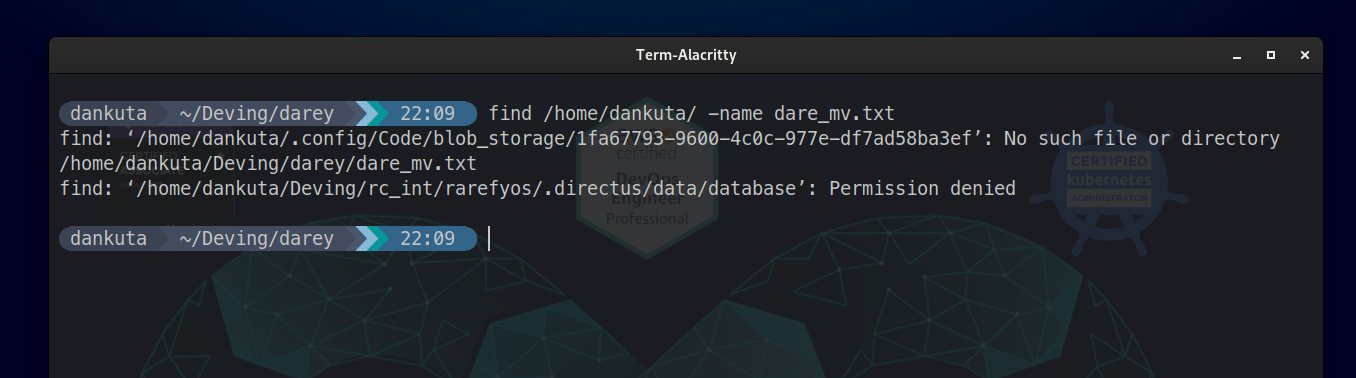 Term-Alacritty
dankuta ~/Deving/darey 22:09 find /home/dankuta/ -name dare_mv.txt
find: ‘/home/dankuta/.config/Code/blob_storage/1fa67793-9600-4c0c-977e-df7ad58ba3ef’: No such file or directory
/home/dankuta/Deving/darey/dare_mv.txt
find: ‘/home/dankuta/Deving/rc_int/rarefyos/.directus/data/database’: Permission denied
dankuta ~/Deving/darey 22:09
certified
DevOps
Engineer
Professional
CERTIFIED
kubernetes
ADMINISTRATOR